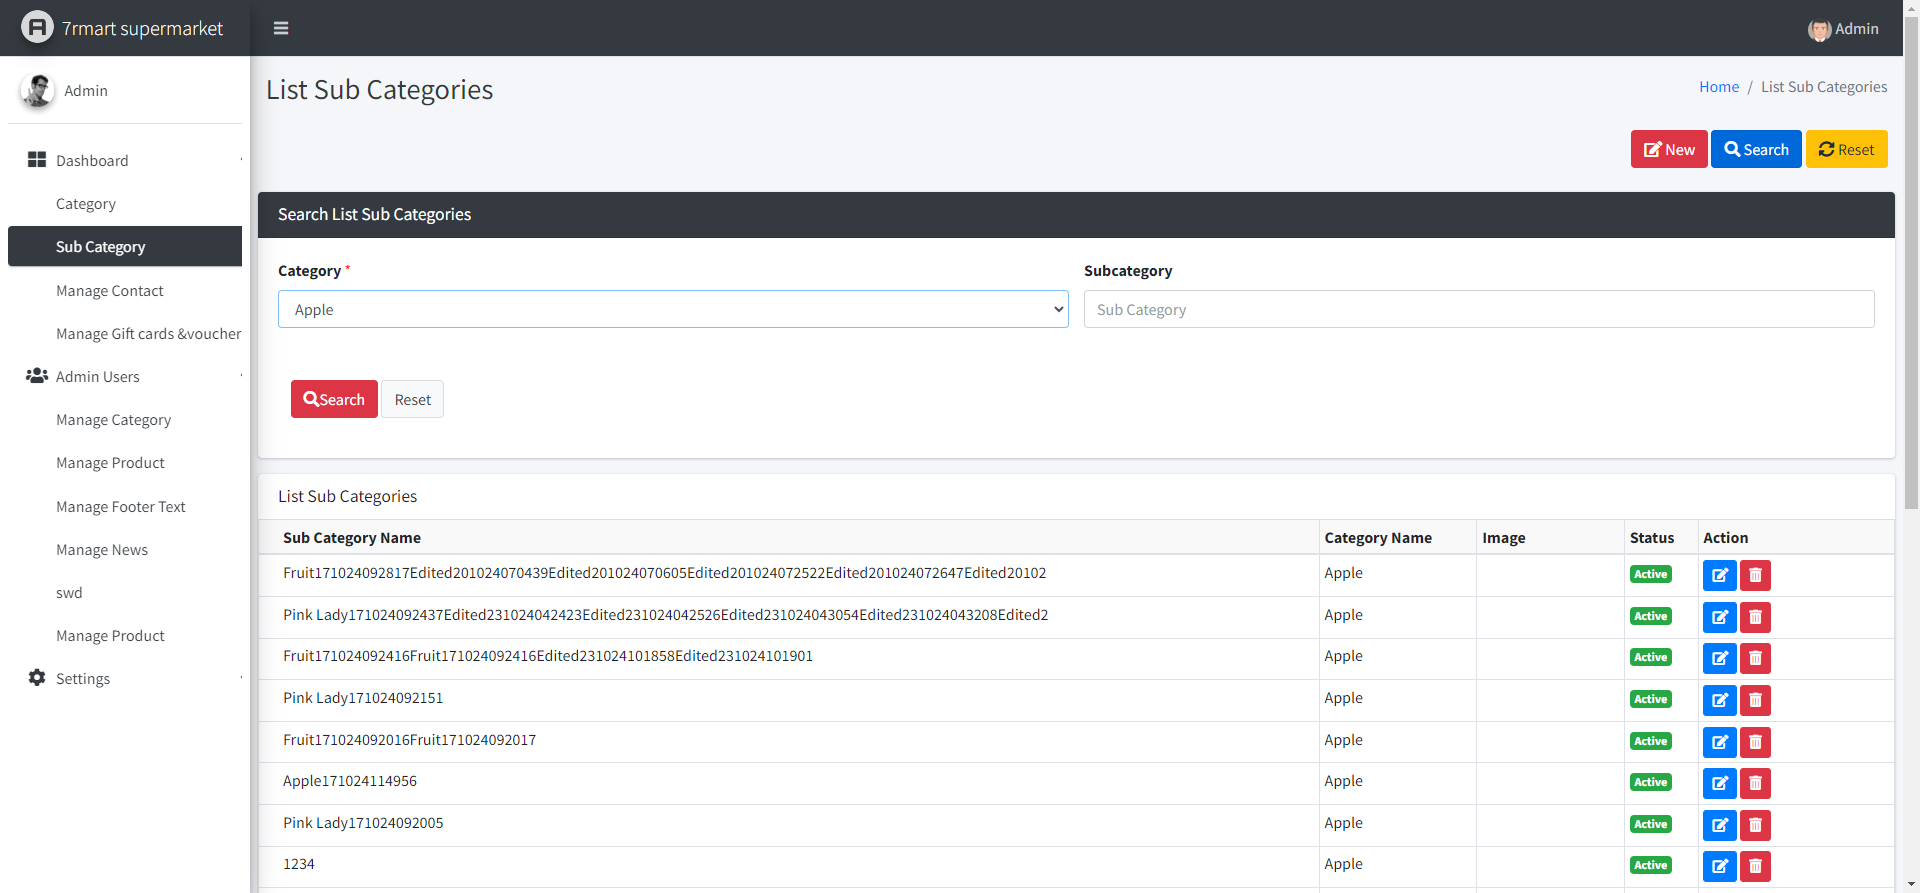 7rmart supermarket
Admin
Admin
Dashboard
Category
Sub Category
Manage Contact
Manage Gift cards &voucher
Admin Users
Manage Category
Manage Product
Manage Footer Text
Manage News
swd
Manage Product
Settings
List Sub Categories
Home / List Sub Categories
New Search Reset
Search List Sub Categories
Category * Subcategory
Apple Sub Category
Search Reset
List Sub Categories
Sub Category Name Category Name Image Status Action
Fruit171024092817Edited201024070439Edited201024070605Edited201024072522Edited201024072647Edited20102 Apple Active
Pink Lady171024092437Edited231024042423Edited231024042526Edited231024043054Edited231024043208Edited2 Apple Active
Fruit171024092416Fruit171024092416Edited231024101858Edited231024101901 Apple Active
Pink Lady171024092151 Apple Active
Fruit171024092016Fruit171024092017 Apple Active
Apple171024114956 Apple Active
Pink Lady171024092005 Apple Active
1234 Apple Active